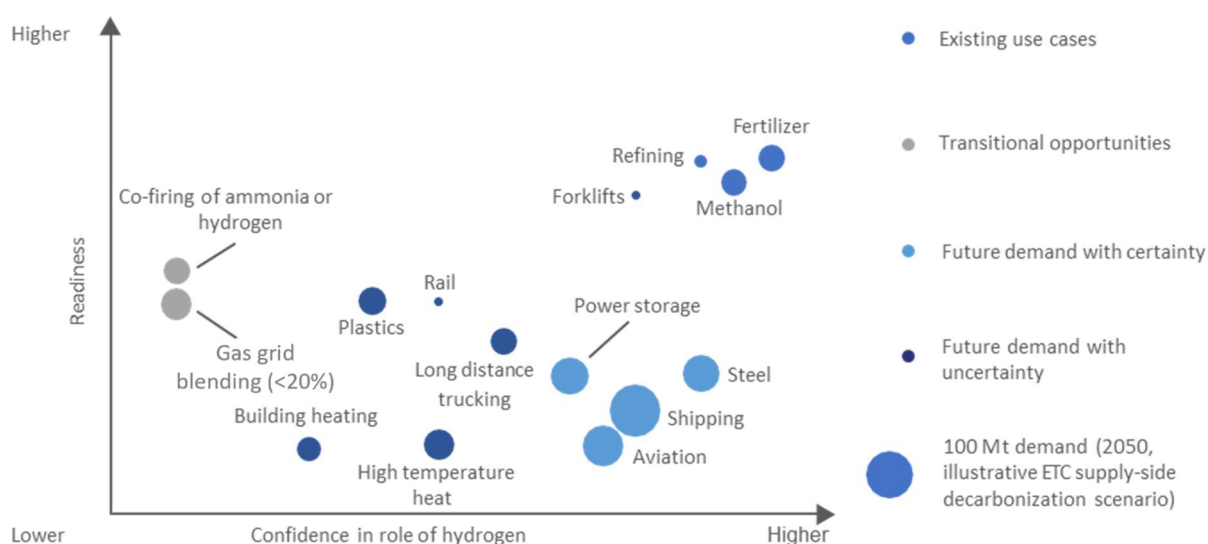 Higher
Existing use cases
Fertilizer
Refining
Transitional opportunities
Co-firing of ammonia or
hydrogen
Forklifts
Methanol
Readiness
Future demand with certainty
Rail
Power storage
Plastics
Gas grid
blending (<20%)
Long distance
trucking
Steel
Future demand with
uncertainty
Building heating
Shipping
Aviation
High temperature
heat
100 Mt demand (2050,
illustrative ETC supply-side
decarbonization scenario)
Lower
Confidence in role of hydrogen
Higher